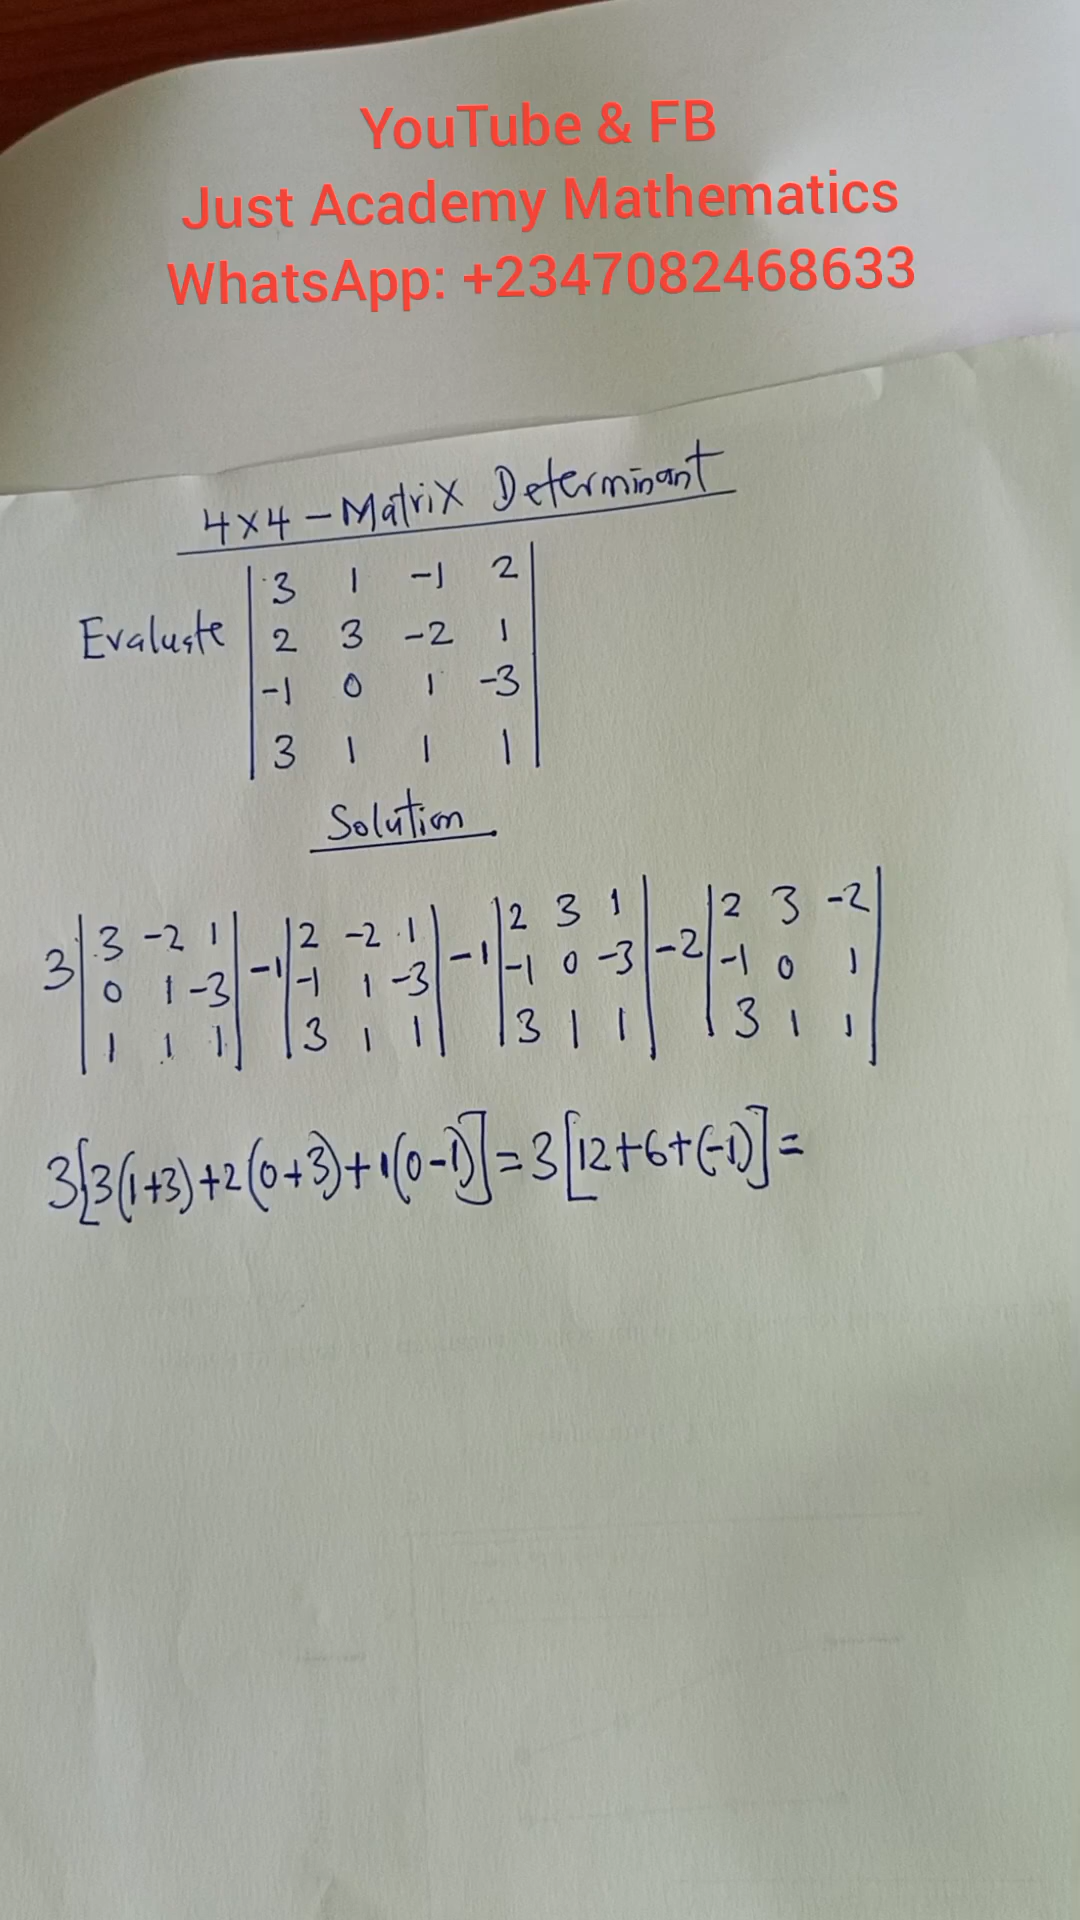 YouTube & FB
Just Academy Mathematics
WhatsApp: +2347082468633
4x4 - Matrix Determinant
Evaluate
| 3 1 -1 2 |
| 2 3 -2 1 |
| -1 0 1 -3 |
| 3 1 1 1 |
Solution
3 | 3 -2 1 | -1 | 2 -2 1 | -1 | 2 3 1 | -2 | 2 3 -2 |
| 0 1 -3 | | -1 1 -3 | | -1 0 -3 | | -1 0 1 |
| 1 1 1 | | 3 1 1 | | 3 1 1 | | 3 1 1 |
3[3(1+3)+2(0+3)+1(0-1)]=3[12+6+(-1)]=